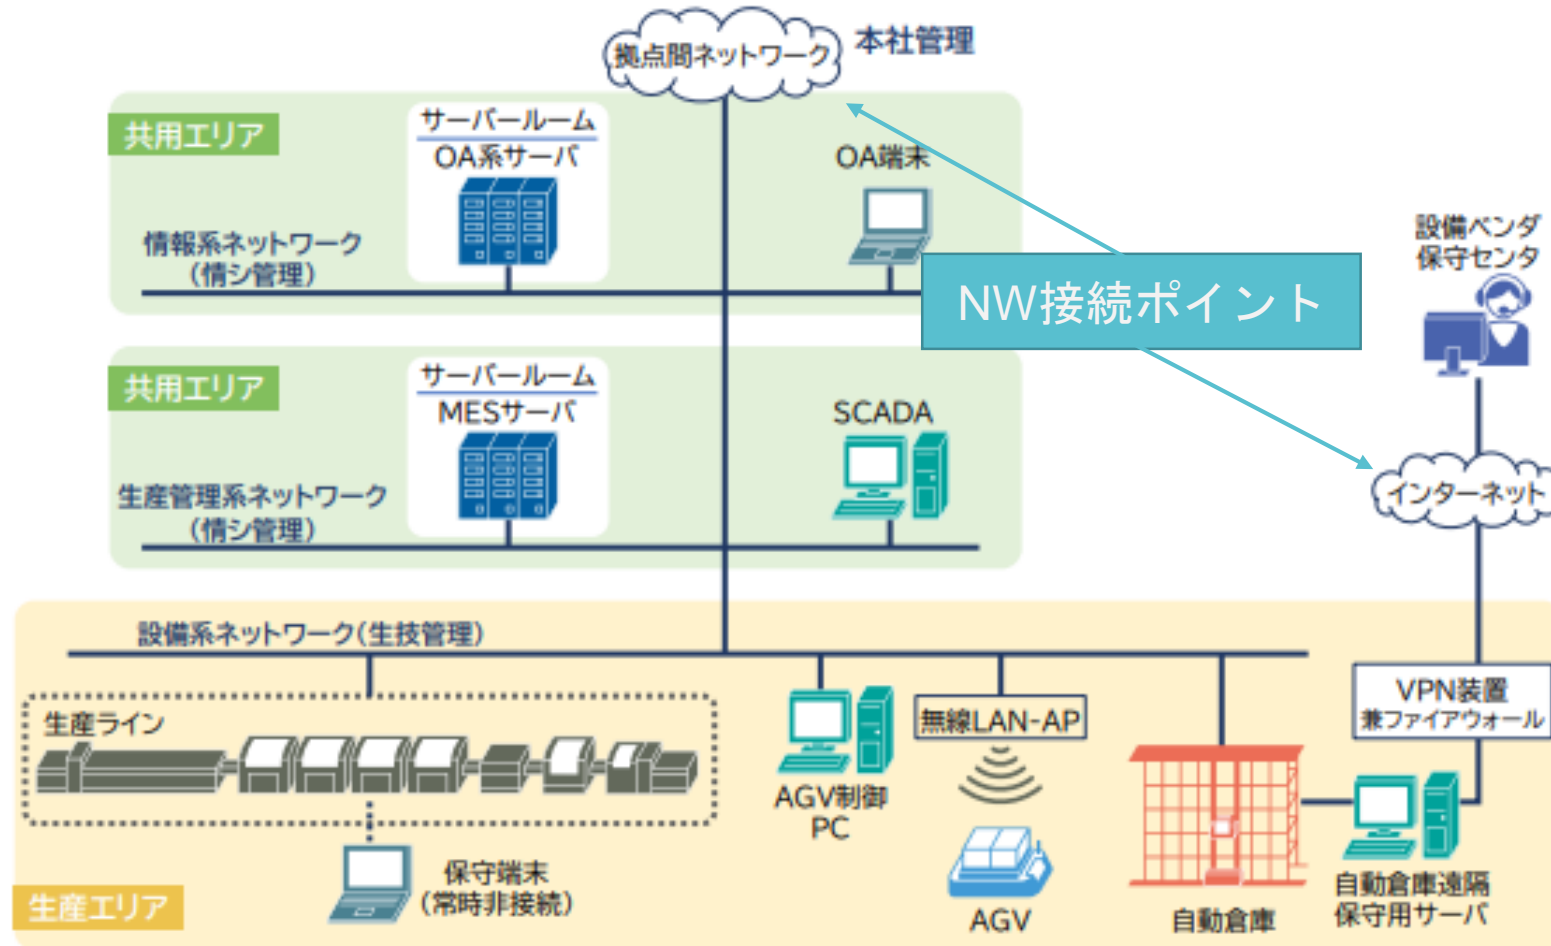 拠点間ネットワーク
本社管理
共用エリア
サーバールーム
OA系サーバ
OA端末
情報系ネットワーク
(情シ管理)
NW接続ポイント
設備ベンダ
保守センタ
共用エリア
サーバールーム
MESサーバ
SCADA
生産管理系ネットワーク
(情シ管理)
インターネット
設備系ネットワーク(生技管理)
生産ライン
無線LAN-AP
VPN装置
兼ファイアウォール
AGV制御
PC
保守端末
(常時非接続)
AGV
自動倉庫
自動倉庫遠隔
保守用サーバ
生産エリア